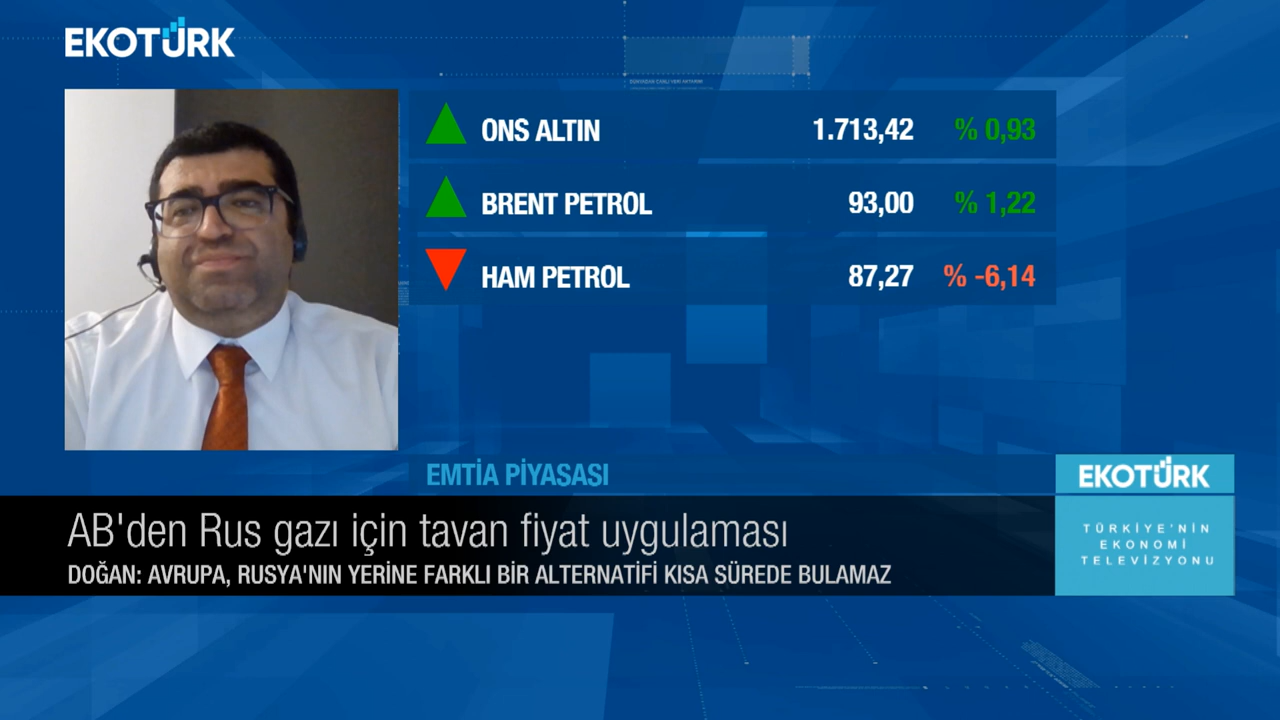 EKOTÜRK
ONS ALTIN 1.713,42 % 0,93
BRENT PETROL 93,00 % 1,22
HAM PETROL 87,27 % -6,14
EMTİA PİYASASI
AB'den Rus gazı için tavan fiyat uygulaması
DOĞAN: AVRUPA, RUSYA'NIN YERİNE FARKLI BİR ALTERNATİFİ KISA SÜREDE BULAMAZ
EKOTÜRK
TÜRKİYE'NİN
EKONOMİ
TELEVİZYONU